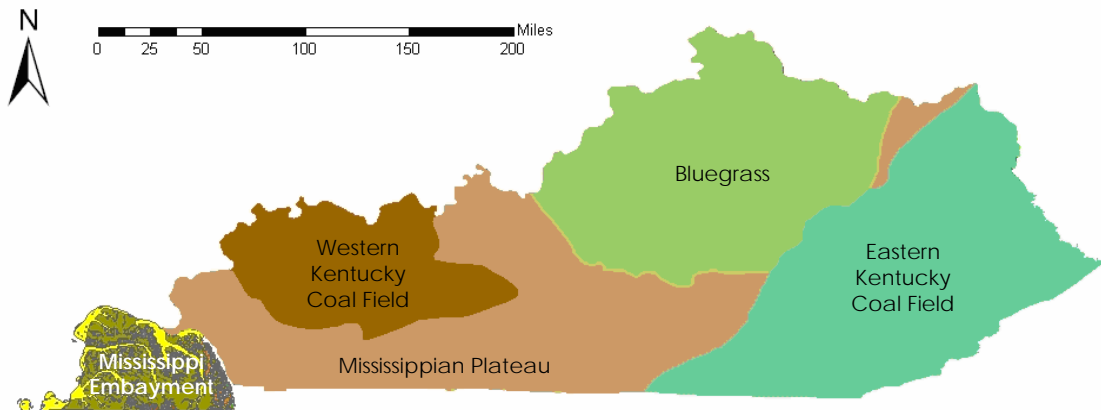 N
Miles
0 25 50 100 150 200
Bluegrass
Western
Kentucky
Coal Field
Eastern
Kentucky
Coal Field
Mississippian Plateau
Mississippi
Embayment